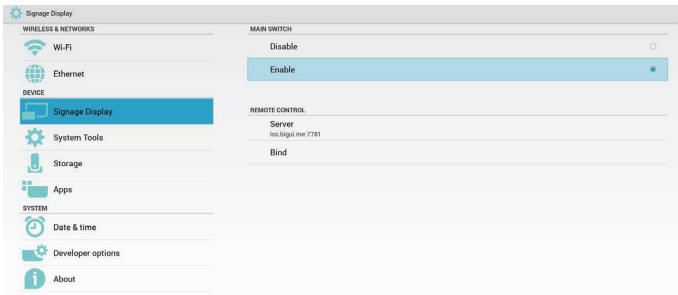 Signage Display
WIRELESS & NETWORKS
Wi-Fi
Ethernet
DEVICE
Signage Display
System Tools
Storage
Apps
SYSTEM
Date & time
Developer options
About
MAIN SWITCH
Disable
Enable
REMOTE CONTROL
Server
lss.bigui.me:7781
Bind